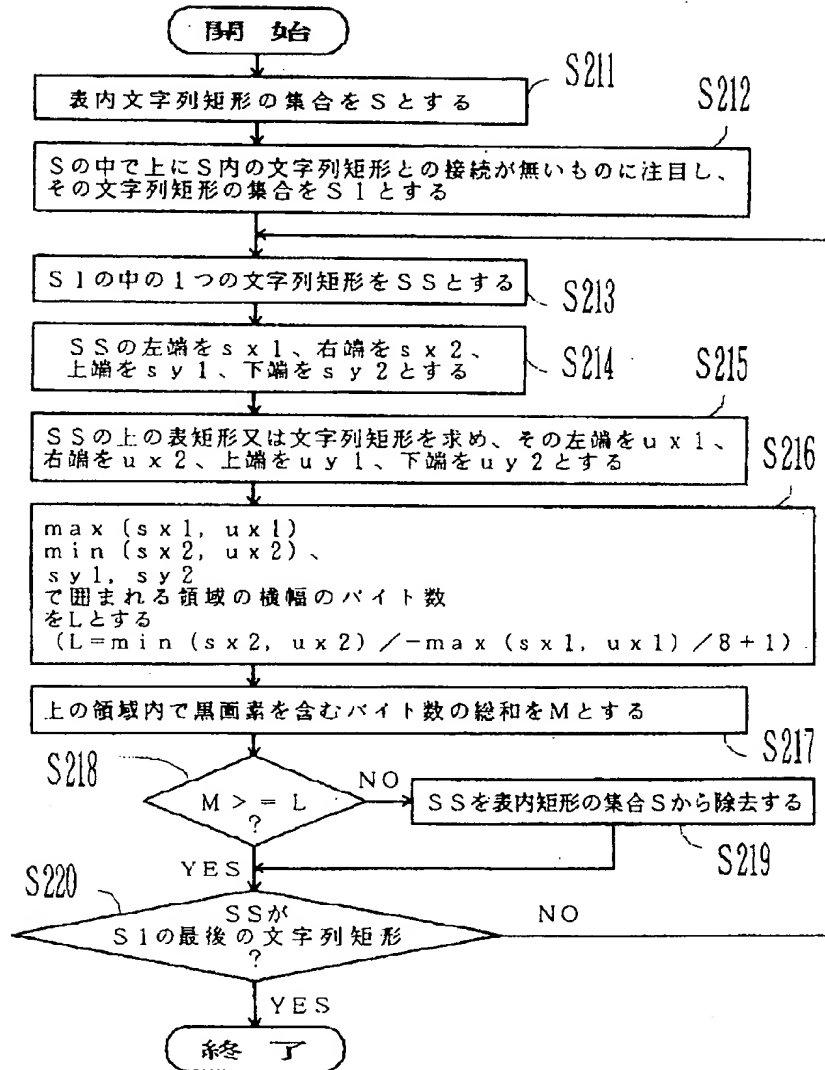 開始
S211
表内文字列矩形の集合をSとする
S212
Sの中で上にS内の文字列矩形との接続が無いものに注目し、
その文字列矩形の集合をS1とする
S1の中の1つの文字列矩形をSSとする
S213
SSの左端をsx1、右端をsx2、
上端をsy1、下端をsy2とする
S214
S215
SSの上の表矩形又は文字列矩形を求め、その左端をux1、
右端をux2、上端をuy1、下端をuy2とする
S216
max (sx1, ux1)
min (sx2, ux2)、
sy1, sy2
で囲まれる領域の横幅のバイト数
をLとする
(L=min (sx2, ux2) /-max (sx1, ux1) /8+1)
上の領域内で黒画素を含むバイト数の総和をMとする
S217
S218
M>=L
?
NO
SSを表内矩形の集合Sから除去する
S219
YES
S220
SSが
S1の最後の文字列矩形
?
NO
YES
終了